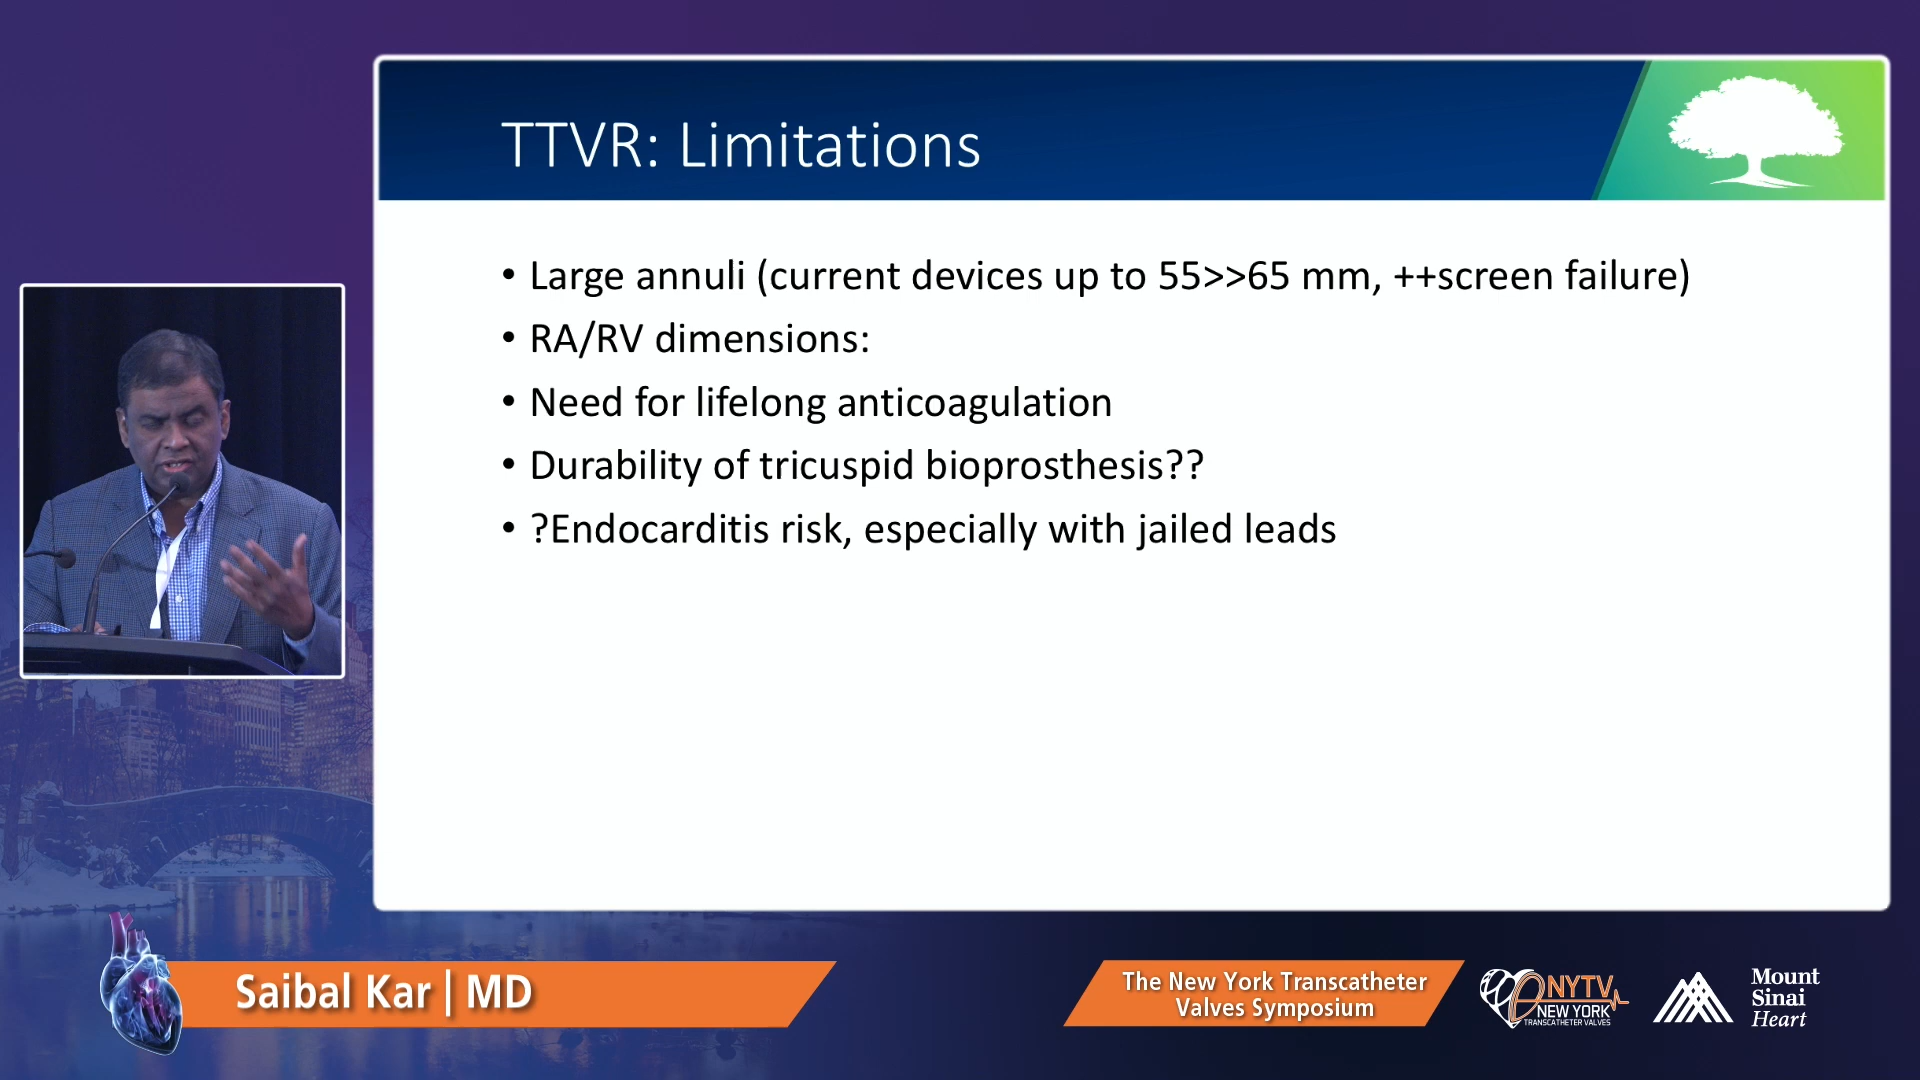 TTVR: Limitations
• Large annuli (current devices up to 55>>65 mm, ++screen failure)
• RA/RV dimensions:
• Need for lifelong anticoagulation
• Durability of tricuspid bioprosthesis??
• ?Endocarditis risk, especially with jailed leads
Saibal Kar | MD
The New York Transcatheter
Valves Symposium
NYTV
NEW YORK
TRANSCATHETER VALVES
Mount
Sinai
Heart